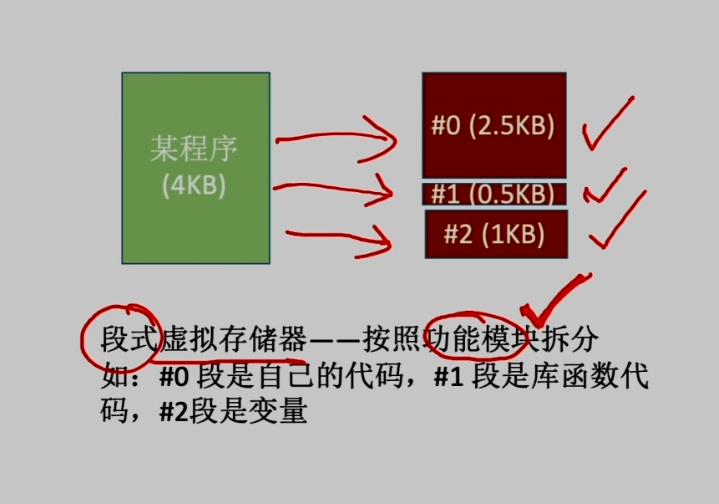 某程序
(4KB)
#0 (2.5KB)
#1 (0.5KB)
#2 (1KB)
段式虚拟存储器——按照功能模块拆分
如：#0 段是自己的代码，#1 段是库函数代
码，#2段是变量